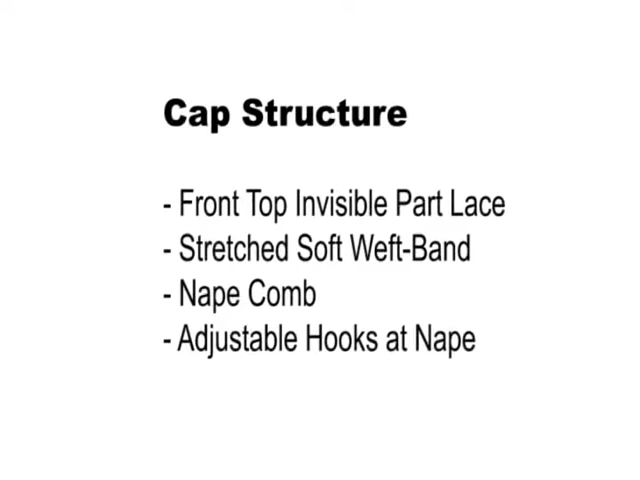 Cap Structure
- Front Top Invisible Part Lace
- Stretched Soft Weft-Band
- Nape Comb
- Adjustable Hooks at Nape